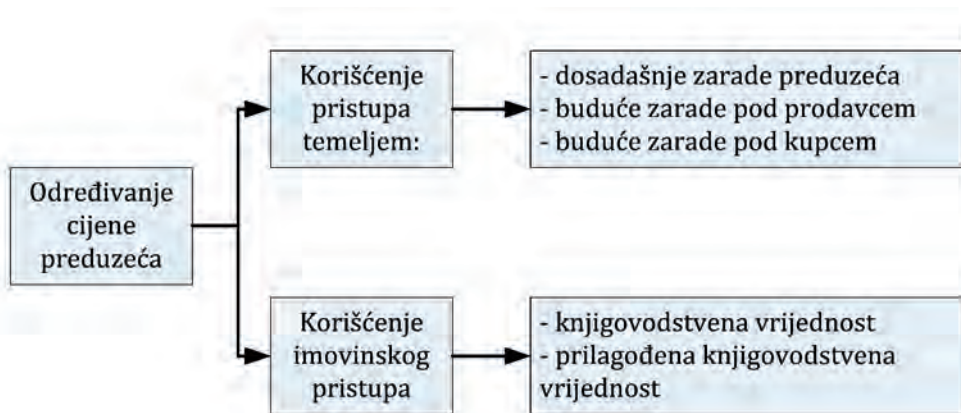 Određivanje
cijene
preduzeća
Korišćenje
pristupa
temeljem:
- dosadašnje zarade preduzeća
- buduće zarade pod prodavcem
- buduće zarade pod kupcem
Korišćenje
imovinskog
pristupa
- knjigovodstvena vrijednost
- prilagođena knjigovodstvena
vrijednost